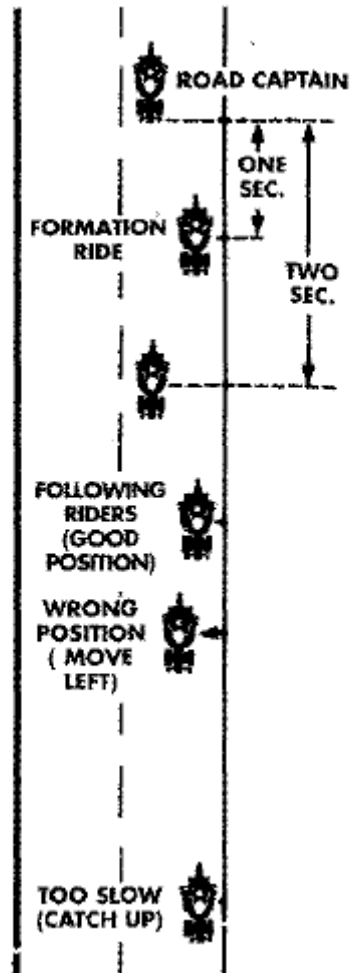 ROAD CAPTAIN
ONE
SEC.
FORMATION
RIDE
TWO
SEC.
FOLLOWING
RIDERS
(GOOD
POSITION)
WRONG
POSITION
( MOVE
LEFT)
TOO SLOW
(CATCH UP)